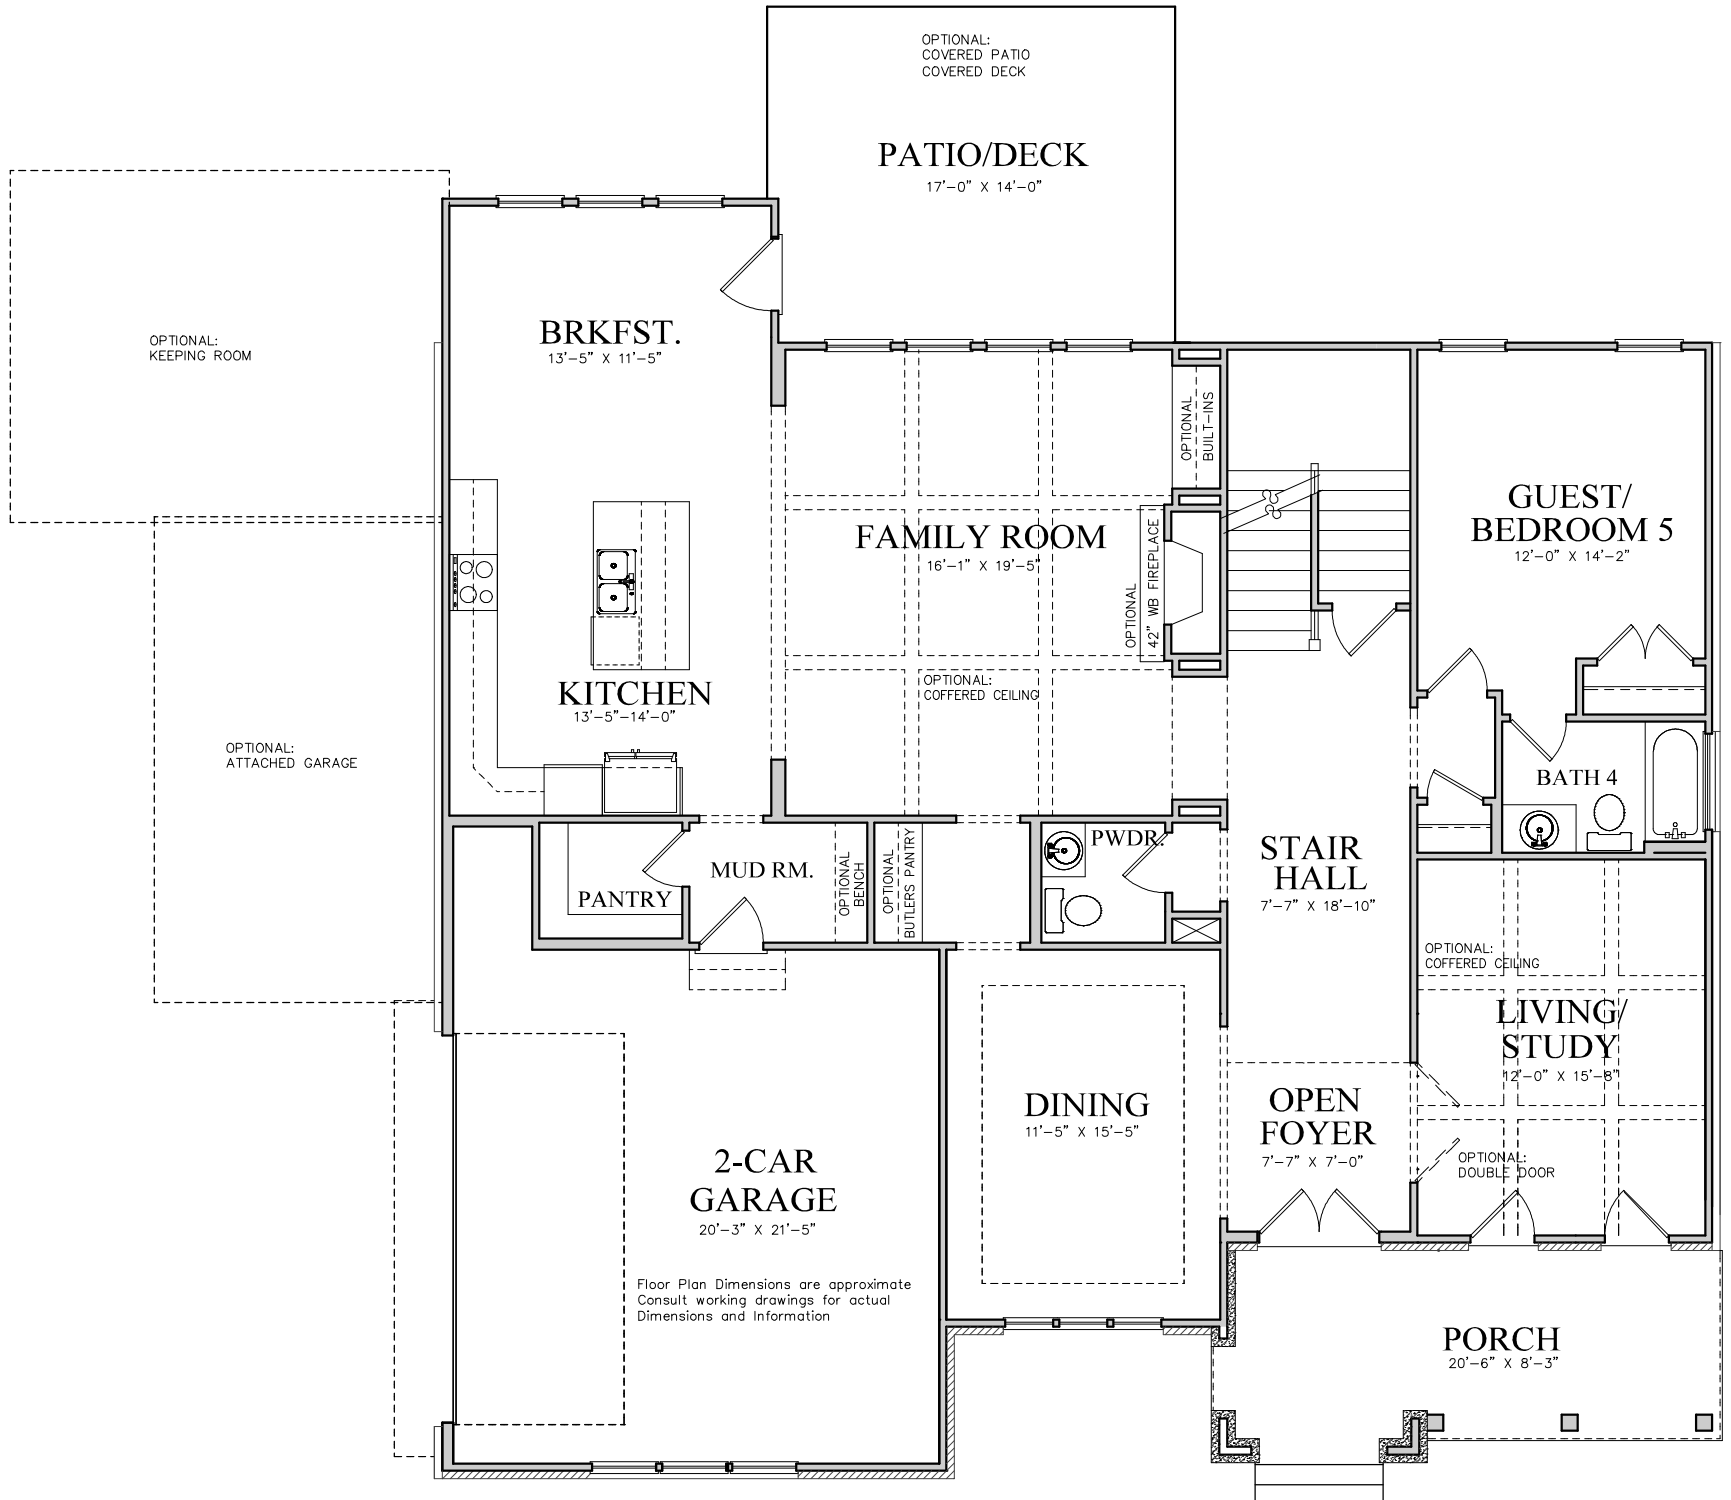 OPTIONAL:
COVERED PATIO
COVERED DECK
PATIO/DECK
17'-0" X 14'-0"
OPTIONAL:
KEEPING ROOM
BRKFST.
13'-5" X 11'-5"
OPTIONAL
BUILT-INS
GUEST/
BEDROOM 5
12'-0" X 14'-2"
FAMILY ROOM
16'-1" X 19'-5"
OPTIONAL
42" WB FIREPLACE
OPTIONAL:
COFFERED CEILING
KITCHEN
13'-5"-14'-0"
OPTIONAL:
ATTACHED GARAGE
BATH 4
PWDR.
STAIR
HALL
7'-7" X 18'-10"
MUD RM.
PANTRY
OPTIONAL
BENCH
OPTIONAL
BUTLERS PANTRY
OPTIONAL:
COFFERED CEILING
LIVING/
STUDY
12'-0" X 15'-8"
DINING
11'-5" X 15'-5"
OPEN
FOYER
7'-7" X 7'-0"
OPTIONAL:
DOUBLE DOOR
2-CAR
GARAGE
20'-3" X 21'-5"
Floor Plan Dimensions are approximate
Consult working drawings for actual
Dimensions and Information
PORCH
20'-6" X 8'-3"